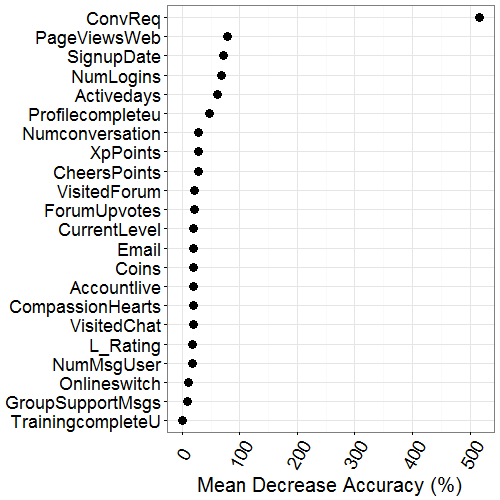 ConvReq
PageViewsWeb
SignupDate
NumLogins
Activedays
Profilecompleteu
Numconversation
XpPoints
CheersPoints
VisitedForum
ForumUpvotes
CurrentLevel
Email
Coins
Accountlive
CompassionHearts
VisitedChat
L_Rating
NumMsgUser
Onlineswitch
GroupSupportMsgs
TrainingcompleteU
0 100 200 300 400 500
Mean Decrease Accuracy (%)